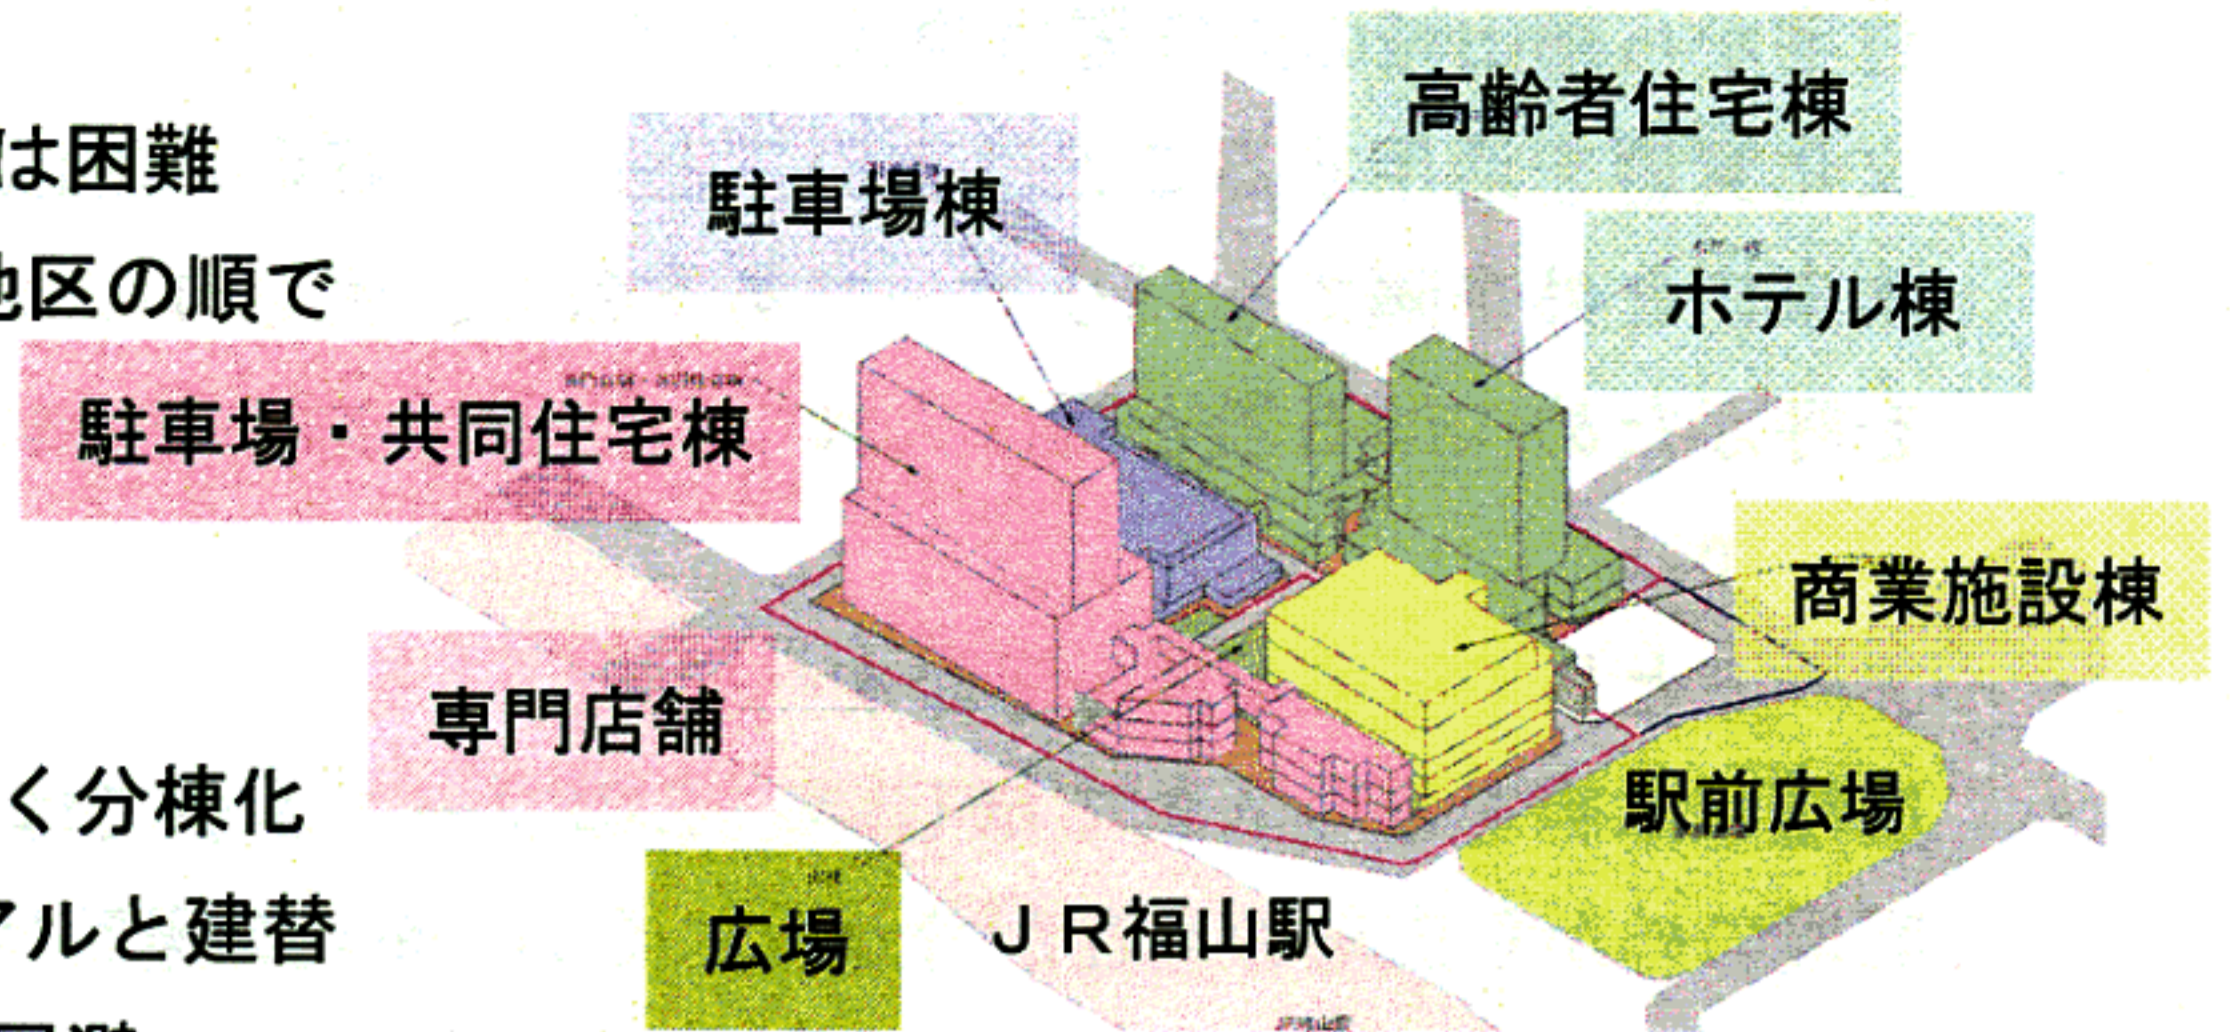 は困難
地区の順で
高齢者住宅棟
駐車場棟
ホテル棟
駐車場・共同住宅棟
商業施設棟
専門店舗
駅前広場
く分棟化
広場
ＪＲ福山駅
アルと建替